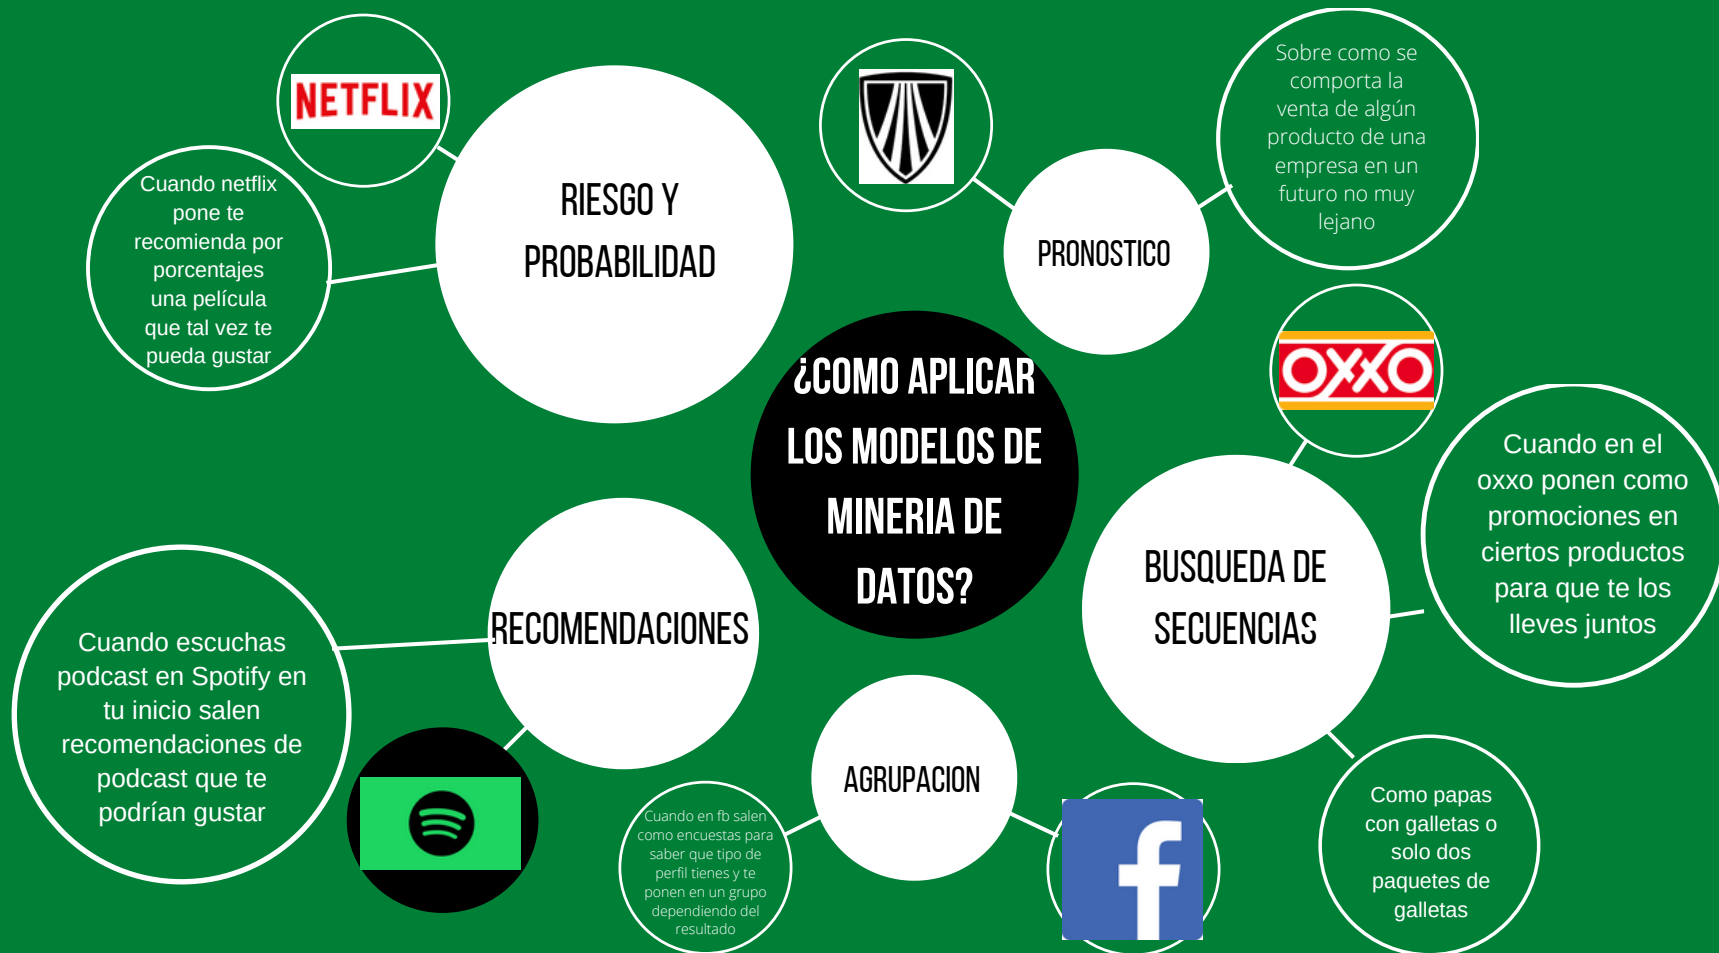 NETFLIX
Cuando netflix
pone te
recomienda por
porcentajes
una película
que tal vez te
pueda gustar
RIESGO Y
PROBABILIDAD
Sobre como se
comporta la
venta de algún
producto de una
empresa en un
futuro no muy
lejano
PRONOSTICO
¿COMO APLICAR
LOS MODELOS DE
MINERIA DE
DATOS?
OXXO
Cuando en el
oxxo ponen como
promociones en
ciertos productos
para que te los
lleves juntos
BUSQUEDA DE
SECUENCIAS
Como papas
con galletas o
solo dos
paquetes de
galletas
RECOMENDACIONES
Cuando escuchas
podcast en Spotify en
tu inicio salen
recomendaciones de
podcast que te
podrían gustar
AGRUPACION
Cuando en fb salen
como encuestas para
saber que tipo de
perfil tienes y te
ponen en un grupo
dependiendo del
resultado
f